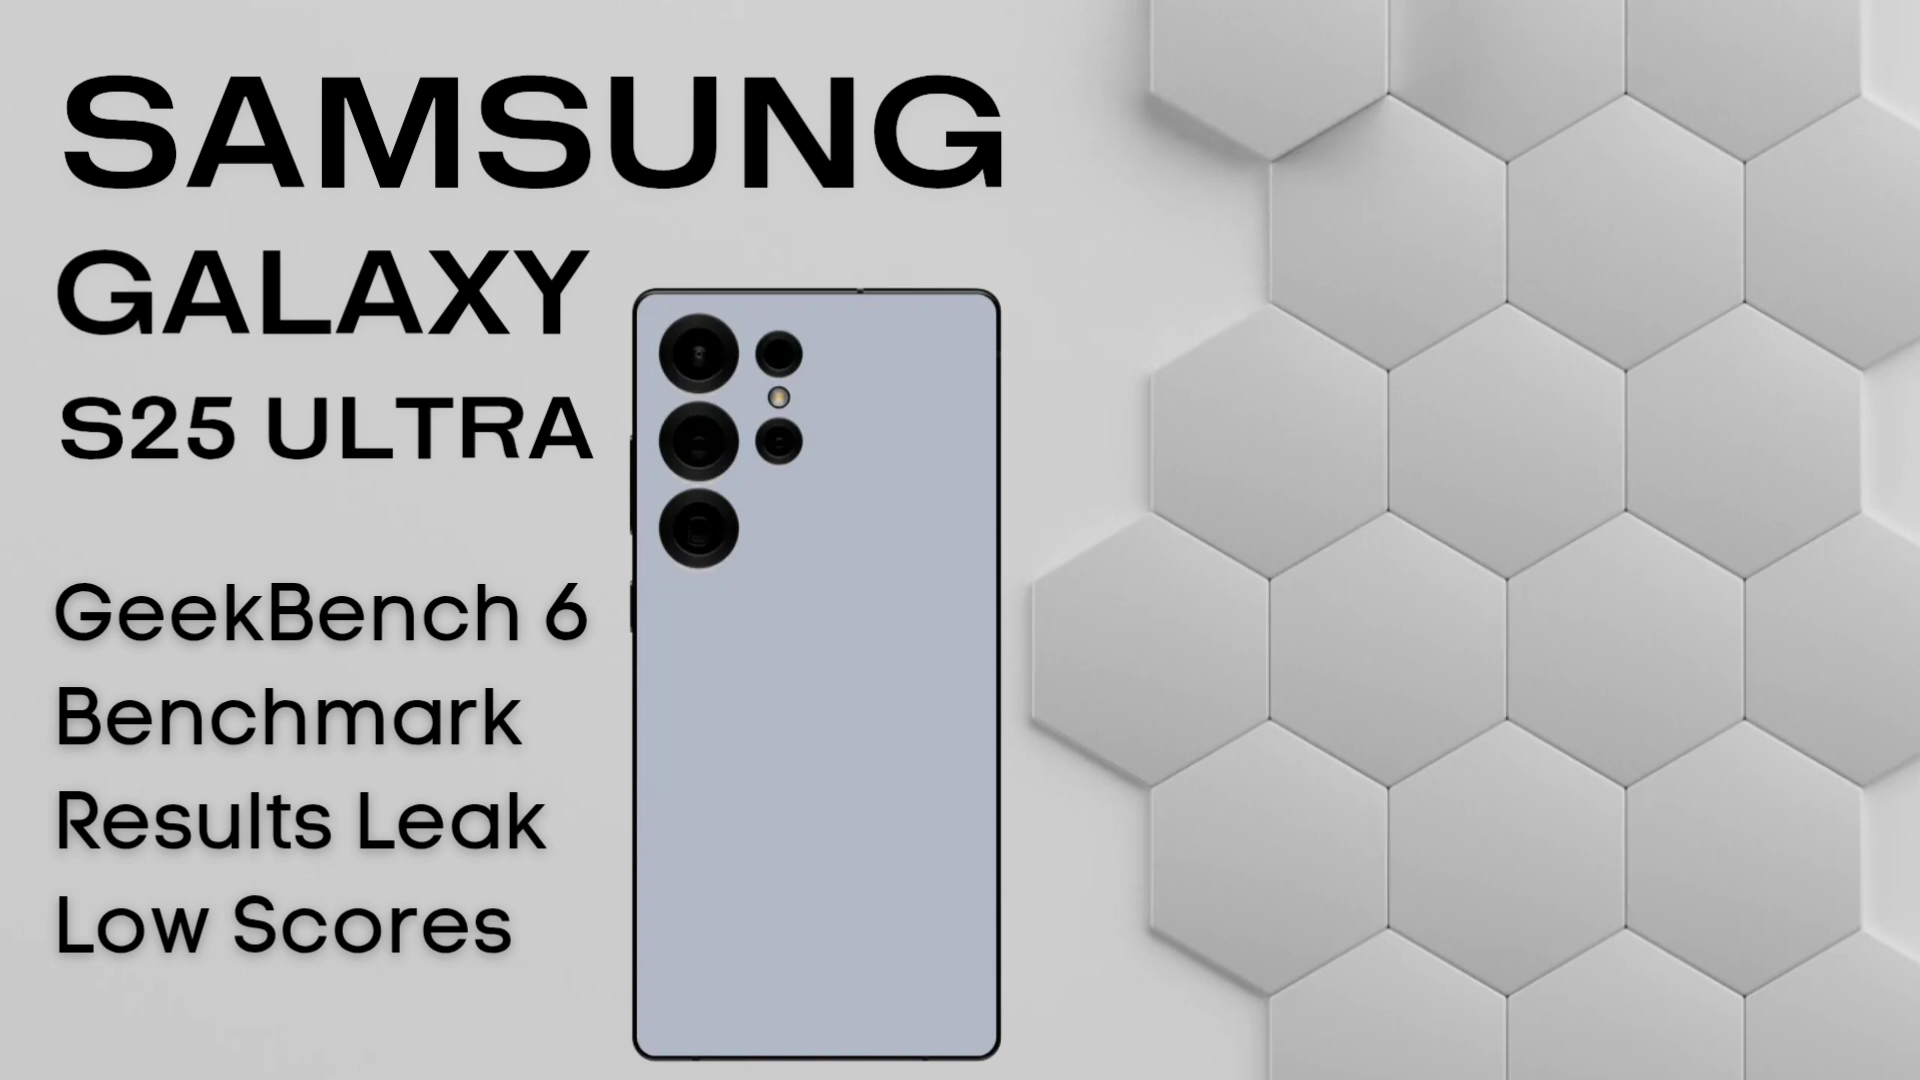 SAMSUNG
GALAXY
S25 ULTRA
GeekBench 6
Benchmark
Results Leak
Low Scores